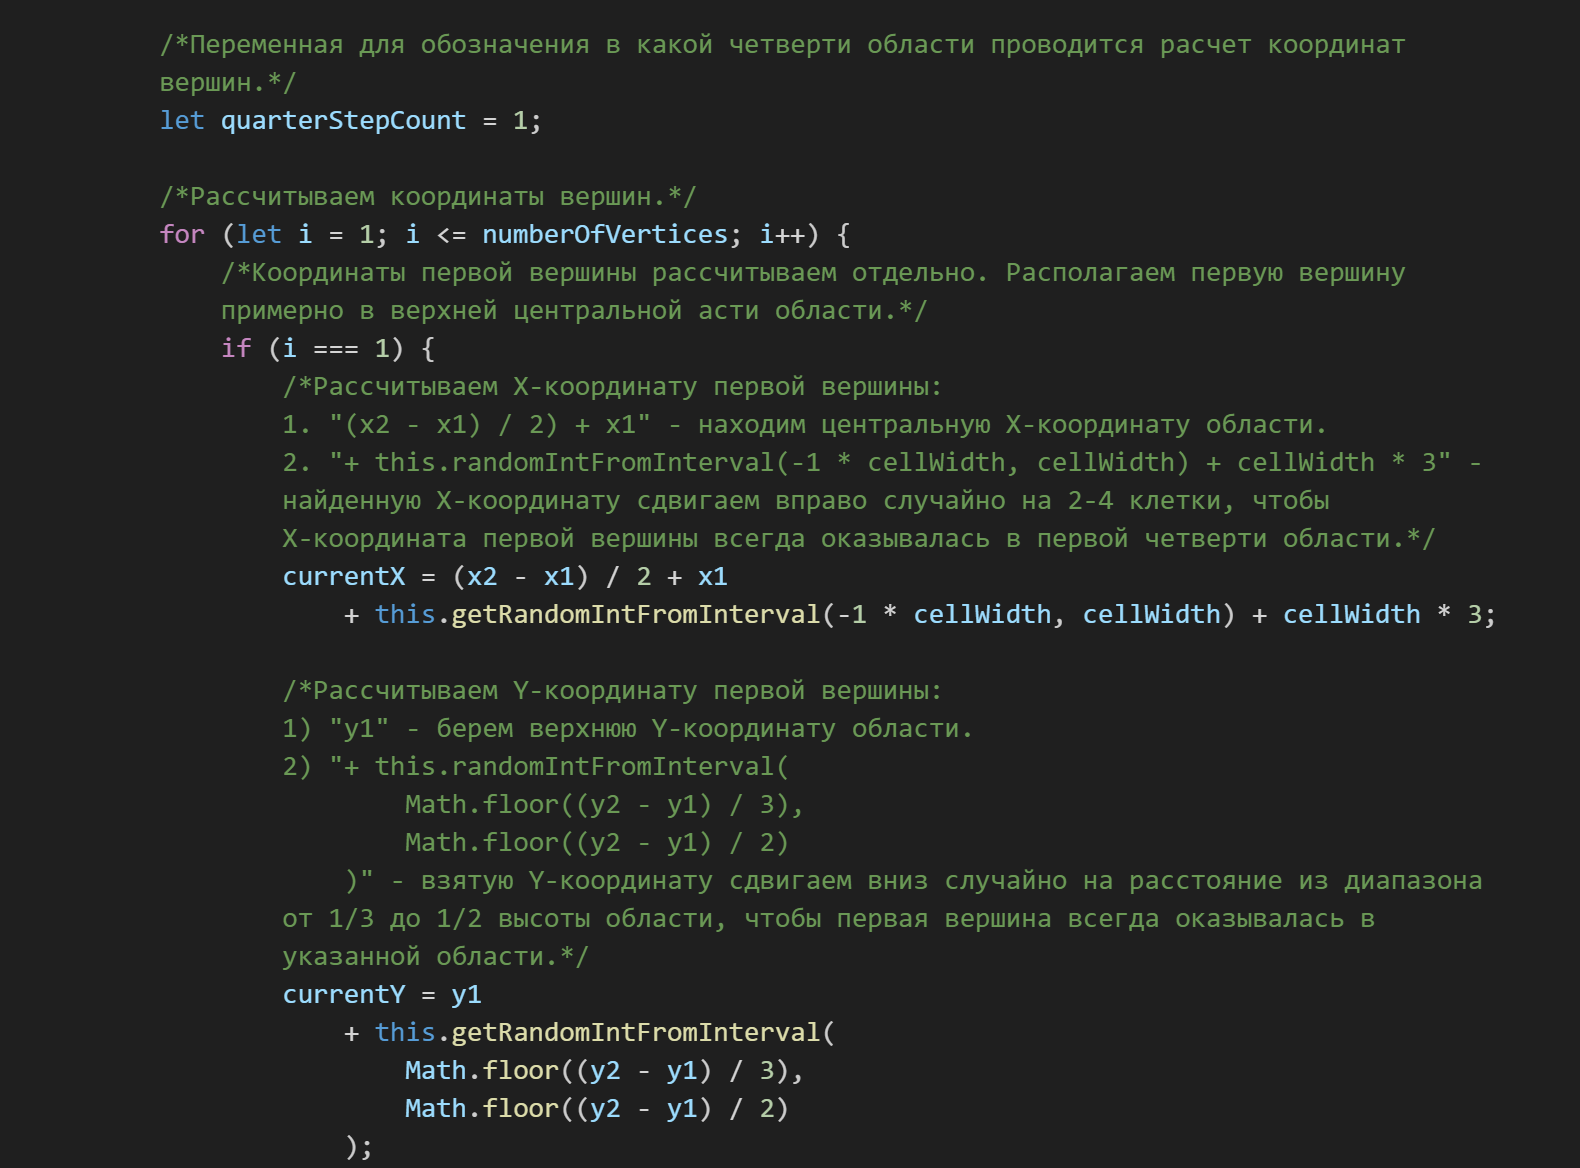 /*Переменная для обозначения в какой четверти области проводится расчет координат
вершин.*/
let quarterStepCount = 1;
/*Рассчитываем координаты вершин.*/
for (let i = 1; i <= numberOfVertices; i++) {
/*Координаты первой вершины рассчитываем отдельно. Располагаем первую вершину
примерно в верхней центральной асти области.*/
if (i === 1) {
/*Рассчитываем X-координату первой вершины:
1. "(x2 - x1) / 2) + x1" - находим центральную X-координату области.
2. "+ this.randomIntFromInterval(-1 * cellWidth, cellWidth) + cellWidth * 3" -
найденную X-координату сдвигаем вправо случайно на 2-4 клетки, чтобы
X-координата первой вершины всегда оказывалась в первой четверти области.*/
currentX = (x2 - x1) / 2 + x1
+ this.getRandomIntFromInterval(-1 * cellWidth, cellWidth) + cellWidth * 3;
/*Рассчитываем Y-координату первой вершины:
1) "y1" - берем верхнюю Y-координату области.
2) "+ this.randomIntFromInterval(
Math.floor((y2 - y1) / 3),
Math.floor((y2 - y1) / 2)
)" - взятую Y-координату сдвигаем вниз случайно на расстояние из диапазона
от 1/3 до 1/2 высоты области, чтобы первая вершина всегда оказывалась в
указанной области.*/
currentY = y1
+ this.getRandomIntFromInterval(
Math.floor((y2 - y1) / 3),
Math.floor((y2 - y1) / 2)
);